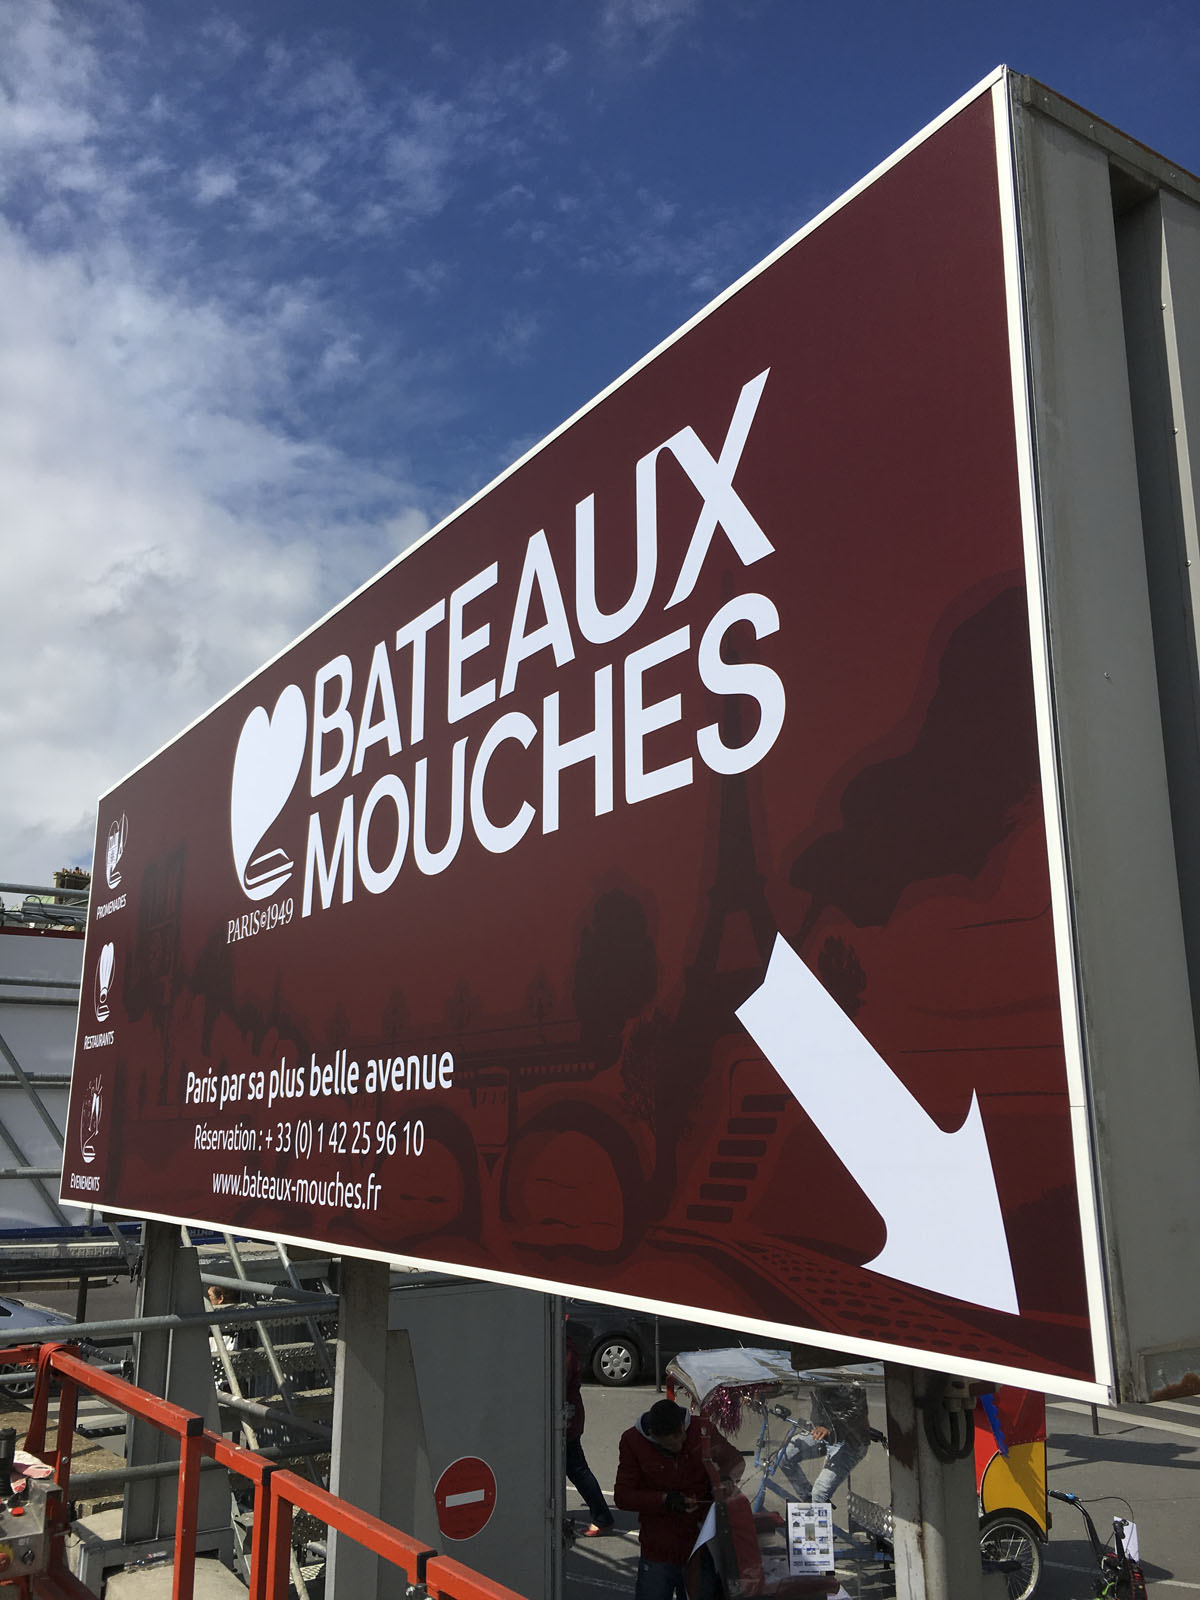 BATEAUX
MOUCHES
PARIS©1949
PROMENADES
RESTAURANTS
EVENEMENTS
Paris par sa plus belle avenue
Réservation : + 33 (0) 1 42 25 96 10
www.bateaux-mouches.fr